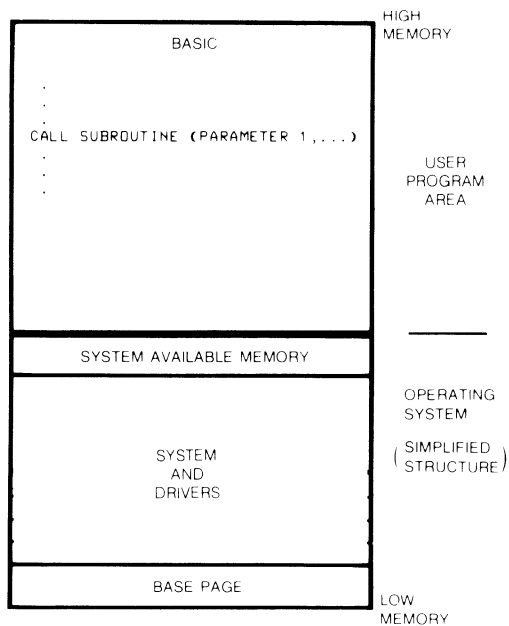 HIGH
MEMORY
BASIC
.
.
.
CALL SUBROUTINE (PARAMETER 1,...)
.
.
.
USER
PROGRAM
AREA
SYSTEM AVAILABLE MEMORY
OPERATING
SYSTEM
(SIMPLIFIED
STRUCTURE)
SYSTEM
AND
DRIVERS
BASE PAGE
LOW
MEMORY